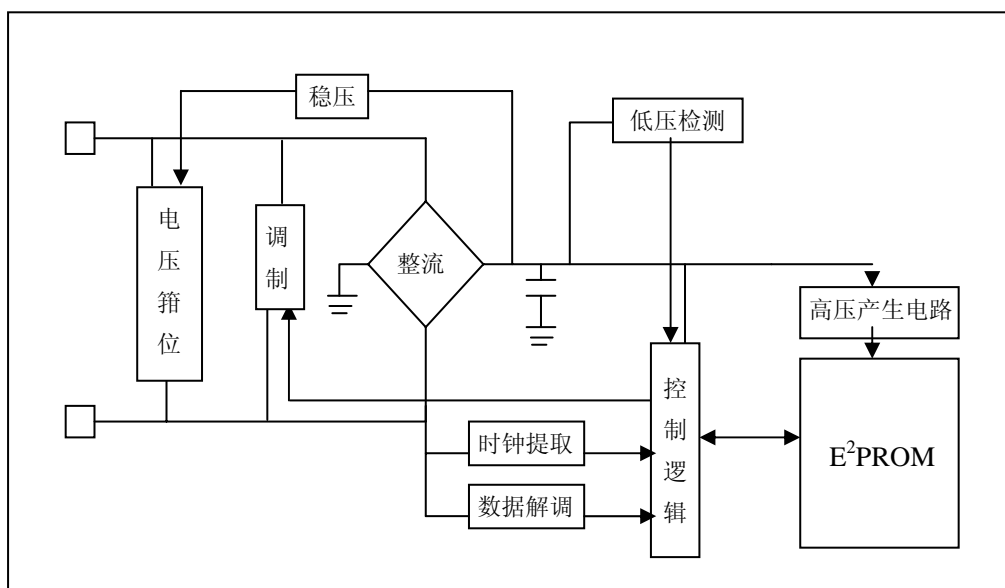 稳压
低压检测
电压箝位
调制
整流
高压产生电路
控制逻辑
E²PROM
时钟提取
数据解调